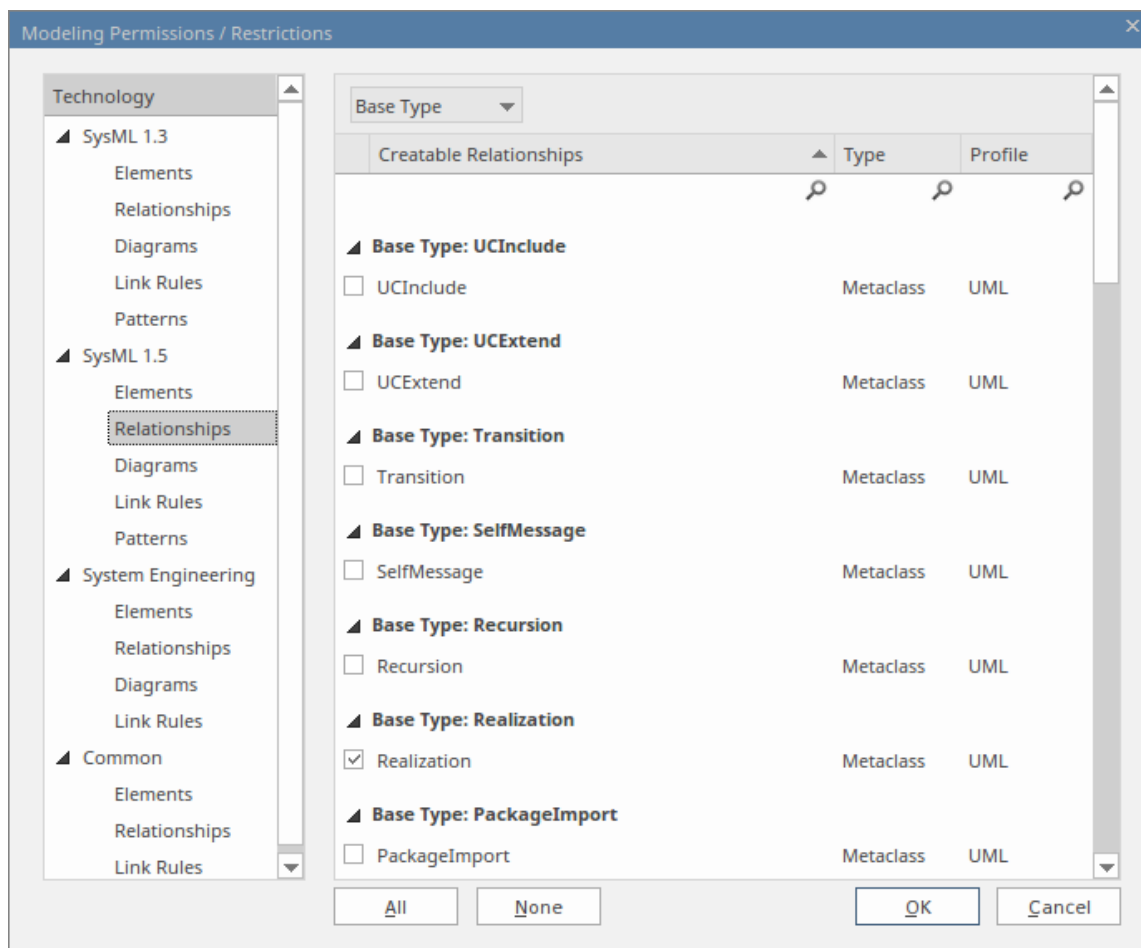 Modeling Permissions / Restrictions
Technology
SysML 1.3
Elements
Relationships
Diagrams
Link Rules
Patterns
SysML 1.5
Elements
Relationships
Diagrams
Link Rules
Patterns
System Engineering
Elements
Relationships
Diagrams
Link Rules
Common
Elements
Relationships
Link Rules
Base Type
Creatable Relationships Type Profile
Base Type: UCInclude
UCInclude Metaclass UML
Base Type: UCExtend
UCExtend Metaclass UML
Base Type: Transition
Transition Metaclass UML
Base Type: SelfMessage
SelfMessage Metaclass UML
Base Type: Recursion
Recursion Metaclass UML
Base Type: Realization
Realization Metaclass UML
Base Type: PackageImport
PackageImport Metaclass UML
All None OK Cancel